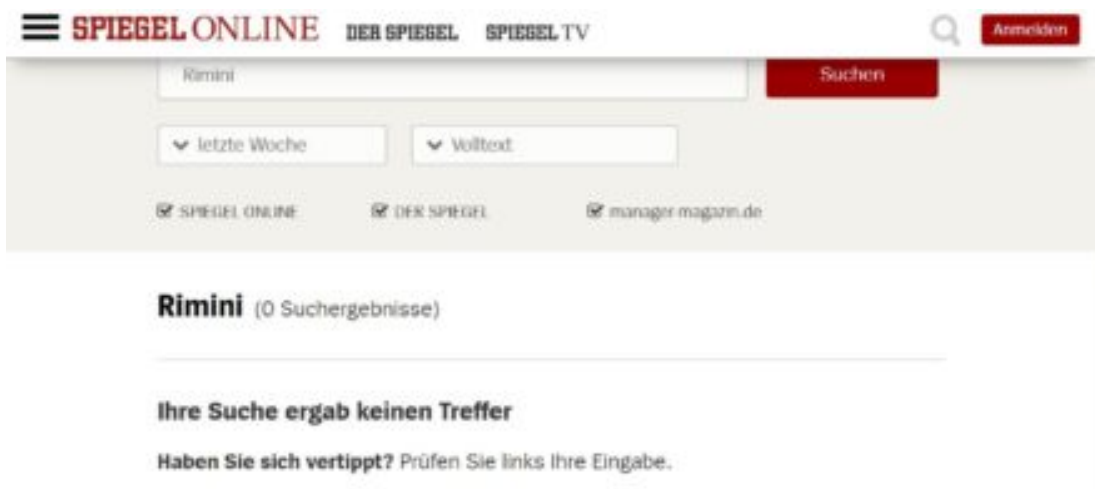 SPIEGEL ONLINE DER SPIEGEL SPIEGEL TV Anmelden
Rimini Suchen
letzte Woche Volltext
SPIEGEL ONLINE DER SPIEGEL manager magazin.de
Rimini (0 Suchergebnisse)
Ihre Suche ergab keinen Treffer
Haben Sie sich vertippt? Prüfen Sie links Ihre Eingabe.